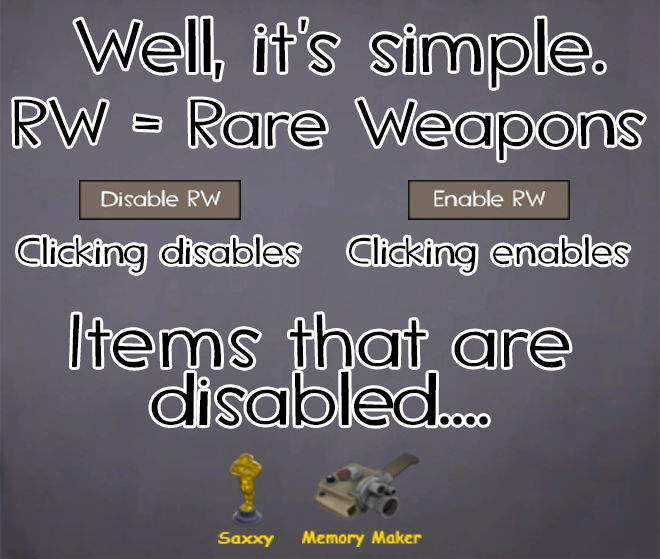 Well, it's simple.
RW = Rare Weapons
Disable RW Enable RW
Clicking disables Clicking enables
Items that are
disabled....
Saxxy Memory Maker